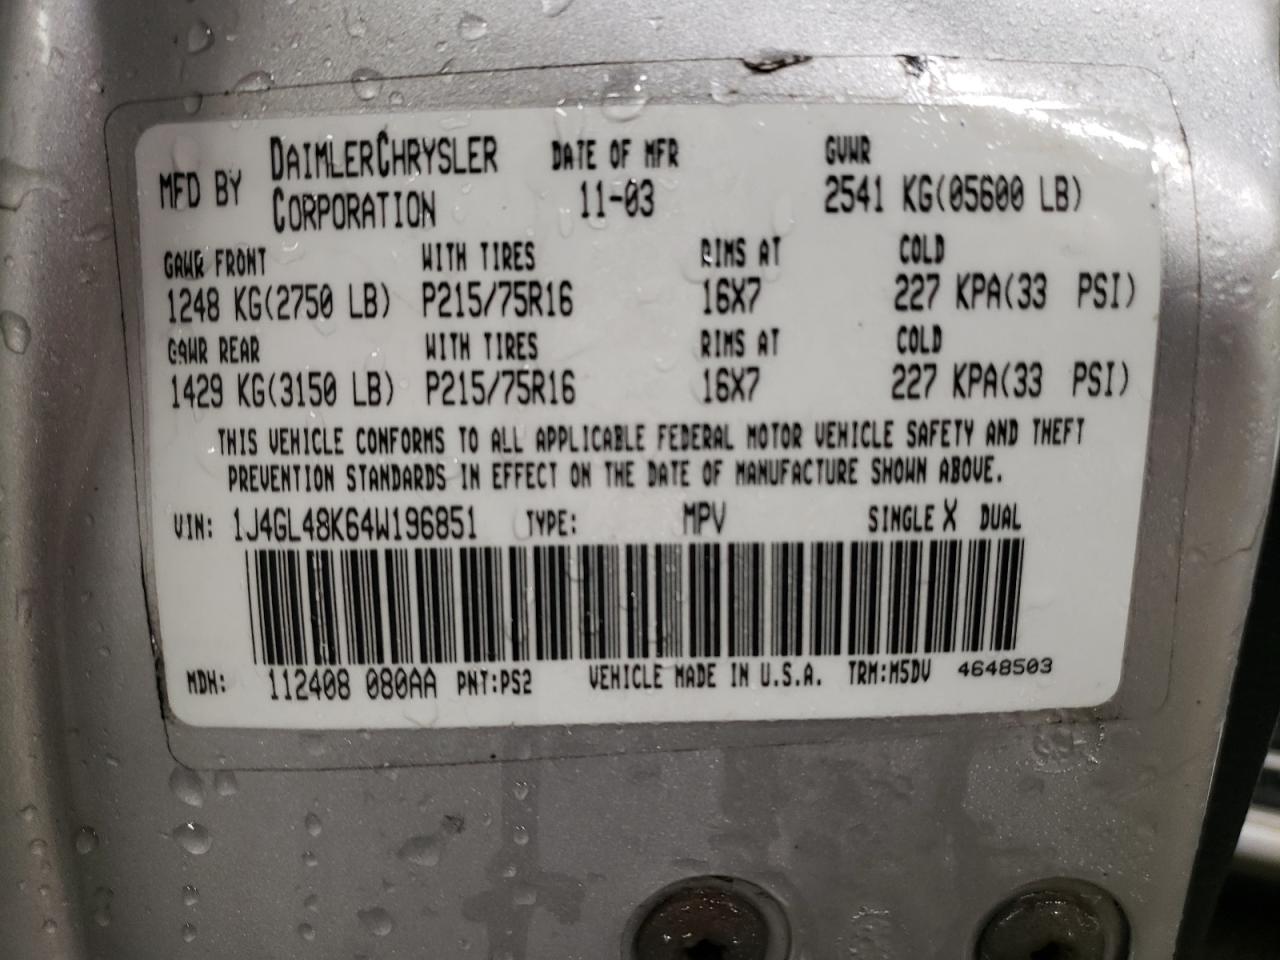 MFD BY DAIMLERCHRYSLER CORPORATION
DATE OF MFR 11-03
GVWR 2541 KG(05600 LB)
GAWR FRONT WITH TIRES RIMS AT COLD
1248 KG(2750 LB) P215/75R16 16X7 227 KPA(33 PSI)
GAWR REAR WITH TIRES RIMS AT COLD
1429 KG(3150 LB) P215/75R16 16X7 227 KPA(33 PSI)
THIS VEHICLE CONFORMS TO ALL APPLICABLE FEDERAL MOTOR VEHICLE SAFETY AND THEFT
PREVENTION STANDARDS IN EFFECT ON THE DATE OF MANUFACTURE SHOWN ABOVE.
VIN: 1J4GL48K64W196851 TYPE: MPV SINGLE X DUAL
MDH: 112408 080AA PNT:PS2 VEHICLE MADE IN U.S.A. TRM:M5DV 4648503